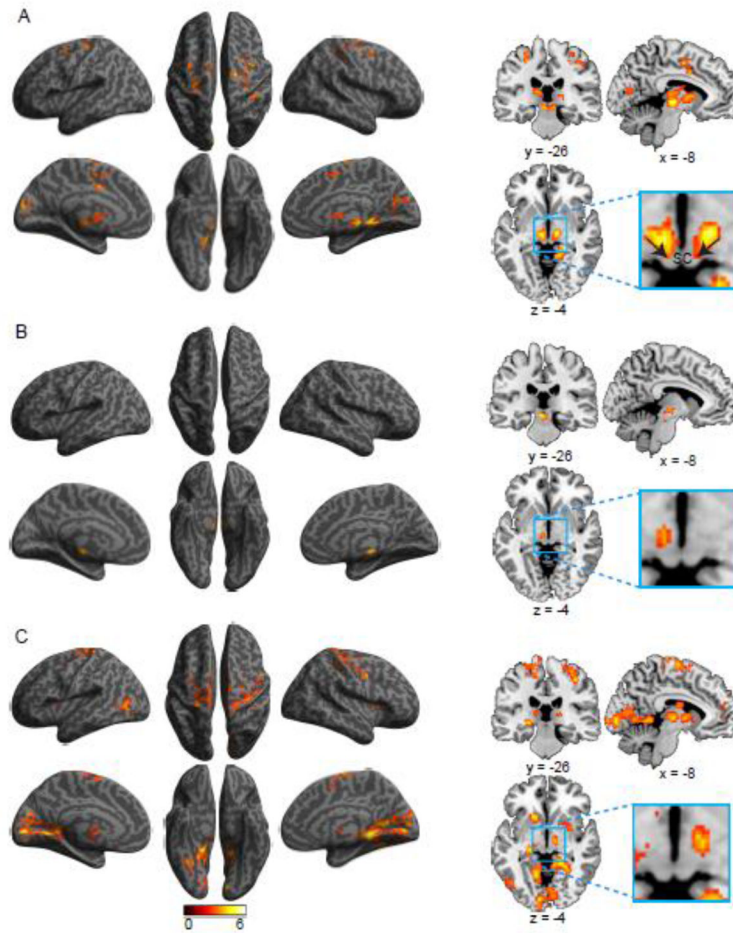 A
y = -26
x = -8
SC
z = -4
B
y = -26
x = -8
z = -4
C
y = -26
x = -8
z = -4
0 6